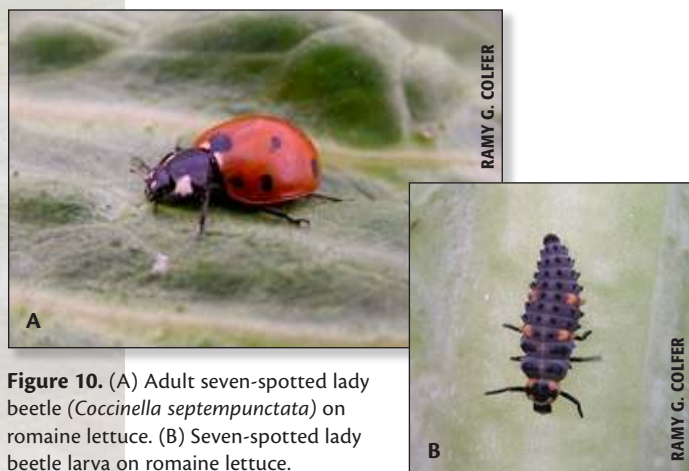 RAMY G. COLFER
A
Figure 10. (A) Adult seven-spotted lady
beetle (Coccinella septempunctata) on
romaine lettuce. (B) Seven-spotted lady
beetle larva on romaine lettuce.
B
RAMY G. COLFER